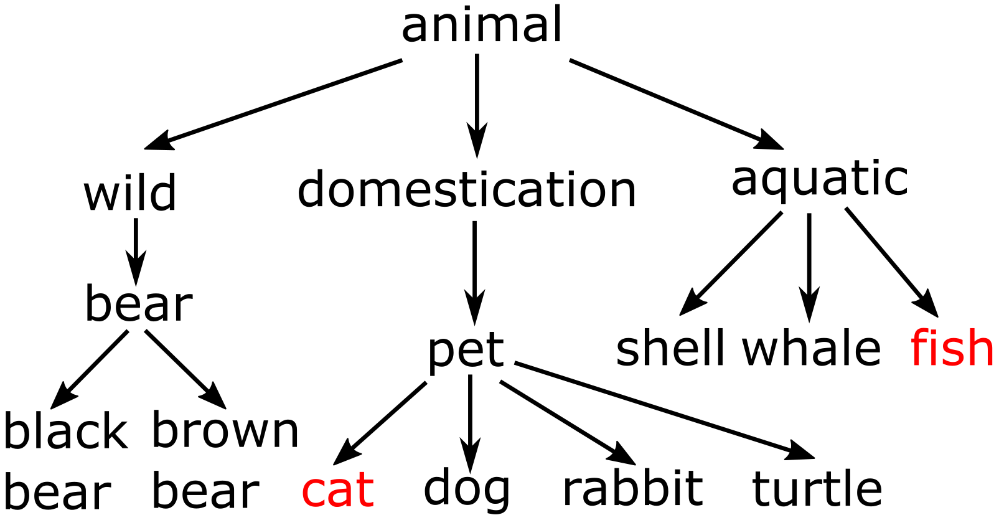 animal
wild domestication aquatic
bear
pet shell whale fish
black brown
bear bear cat dog rabbit turtle